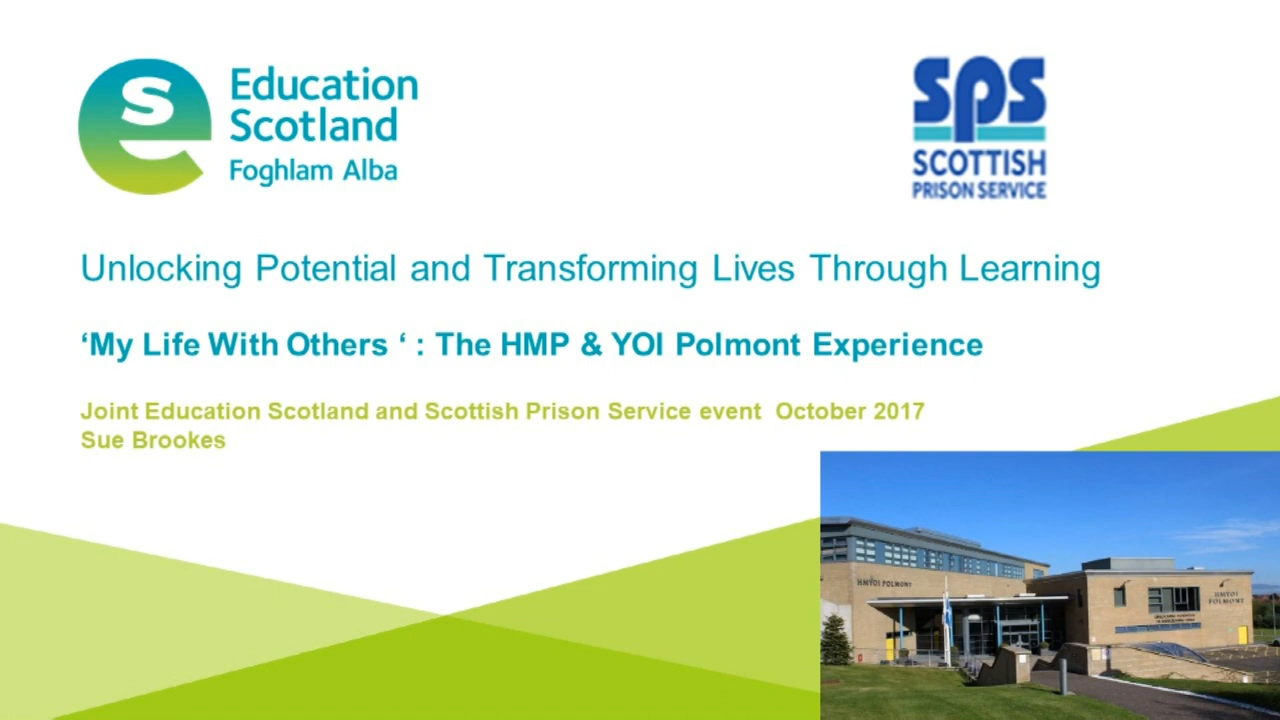 Education
Scotland
Foghlam Alba
sps
SCOTTISH
PRISON SERVICE
Unlocking Potential and Transforming Lives Through Learning
‘My Life With Others ‘ : The HMP & YOI Polmont Experience
Joint Education Scotland and Scottish Prison Service event  October 2017
Sue Brookes
HMYOI POLMONT
HMYOI
POLMONT